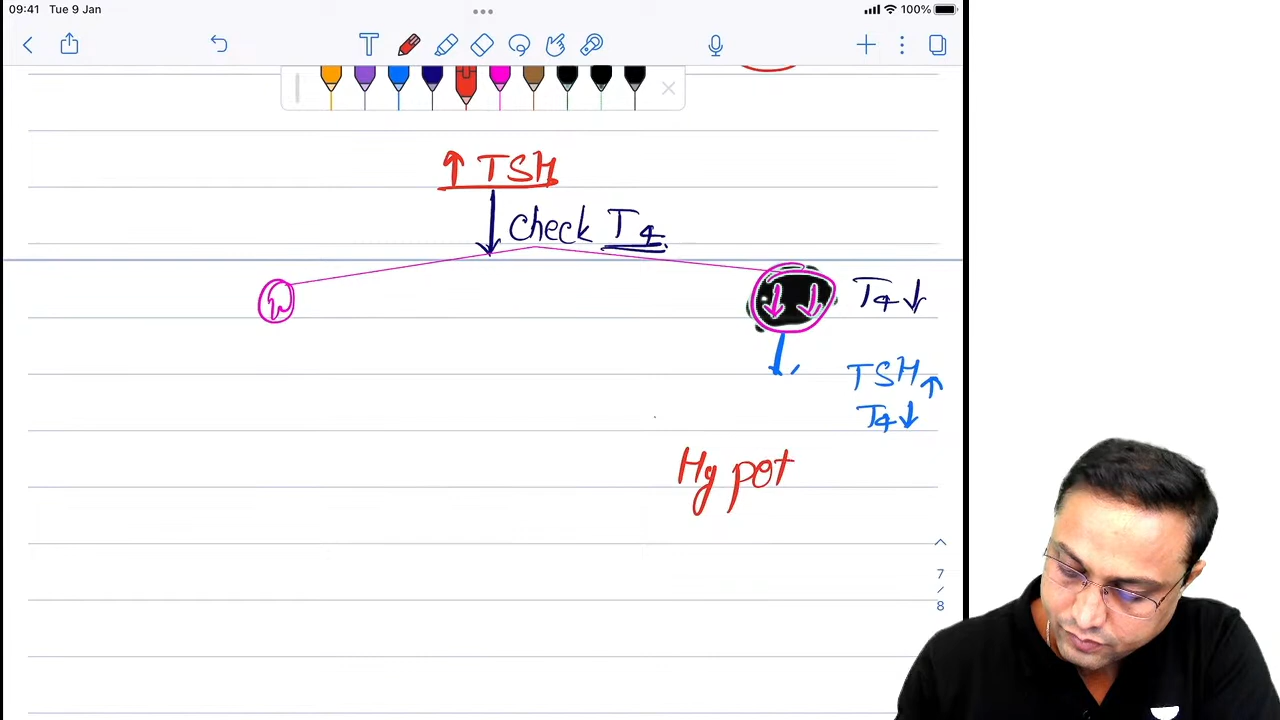 09:41 Tue 9 Jan
100%
T
↑ TSH
check T4
N
T4↓
TSH↑
T4↓
Hypot
7
/
8